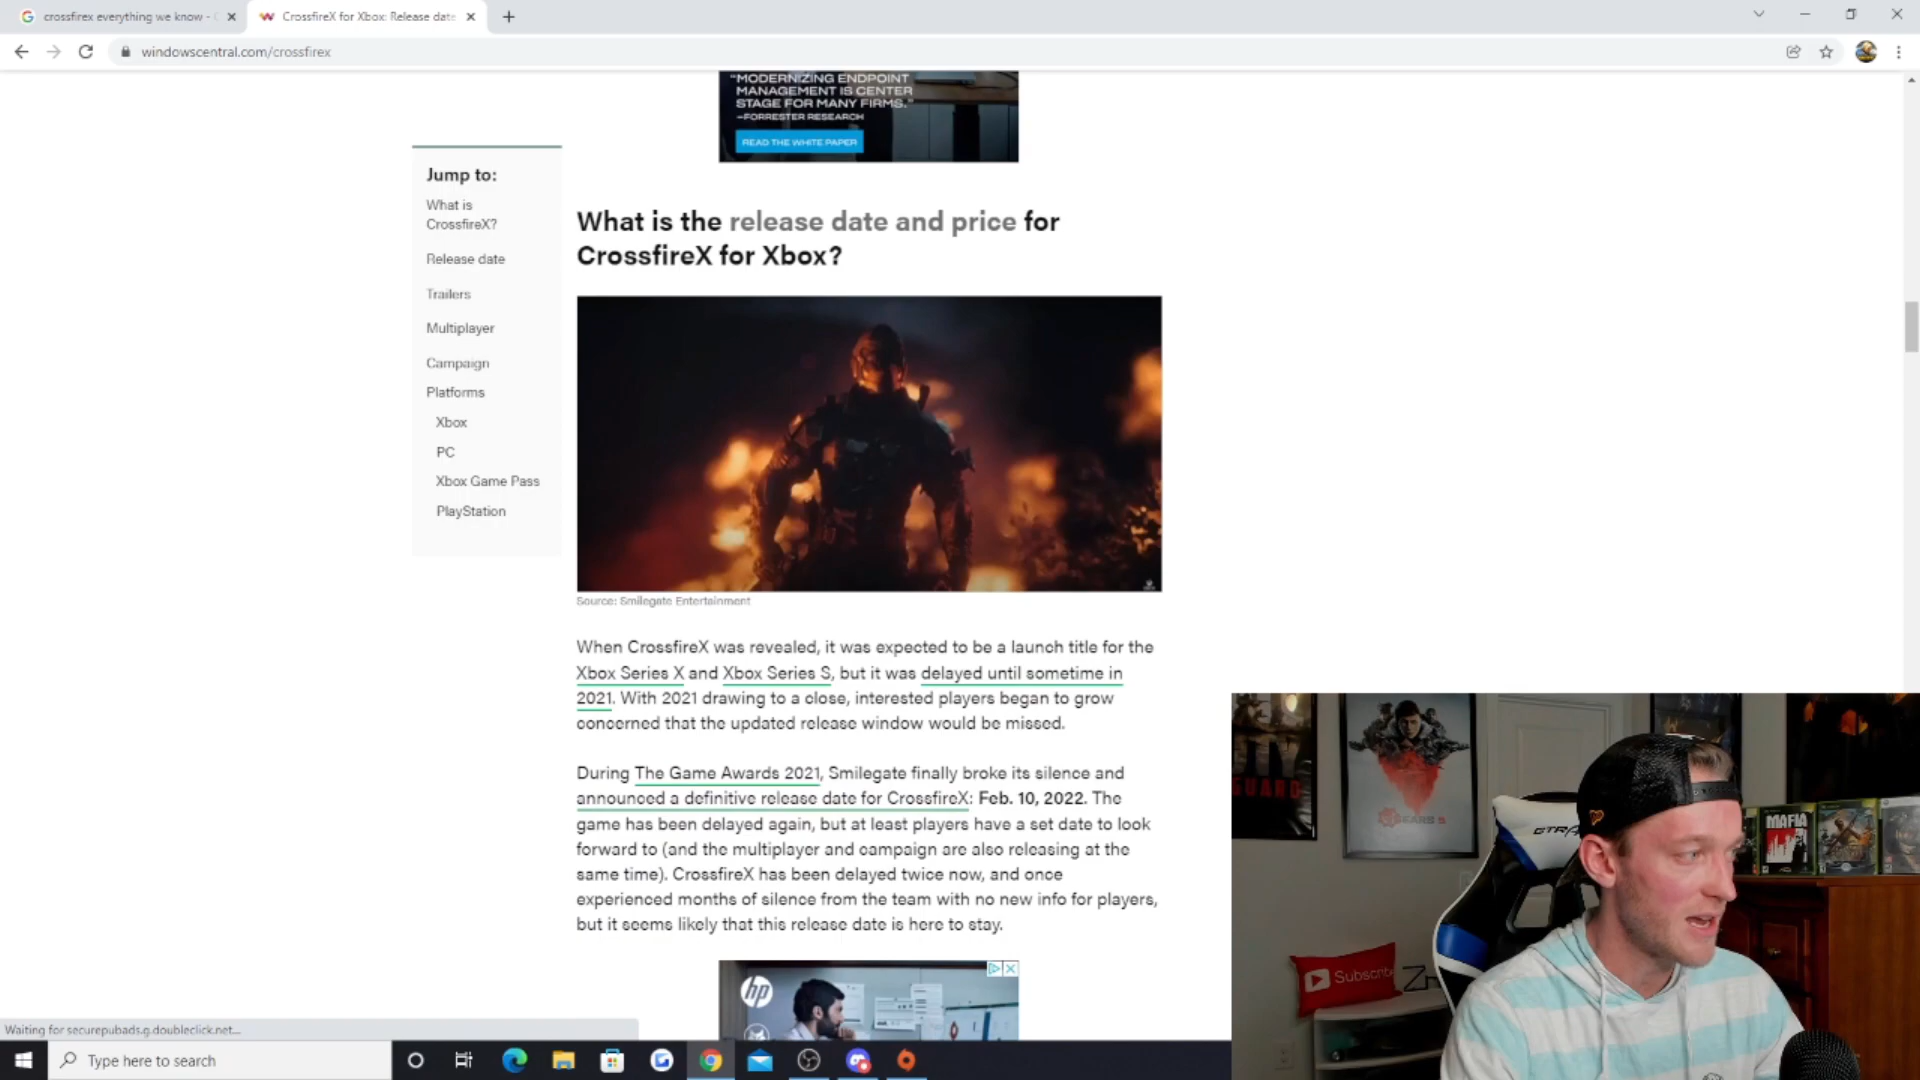 crossfirex everything we know -
CrossfireX for Xbox: Release date
windowscentral.com/crossfirex
"MODERNIZING ENDPOINT
MANAGEMENT IS CENTER
STAGE FOR MANY FIRMS."
–FORRESTER RESEARCH
READ THE WHITE PAPER
Jump to:
What is
CrossfireX?
Release date
Trailers
Multiplayer
Campaign
Platforms
Xbox
PC
Xbox Game Pass
PlayStation
What is the release date and price for
CrossfireX for Xbox?
Source: Smilegate Entertainment
When CrossfireX was revealed, it was expected to be a launch title for the
Xbox Series X and Xbox Series S, but it was delayed until sometime in
2021. With 2021 drawing to a close, interested players began to grow
concerned that the updated release window would be missed.
During The Game Awards 2021, Smilegate finally broke its silence and
announced a definitive release date for CrossfireX: Feb. 10, 2022. The
game has been delayed again, but at least players have a set date to look
forward to (and the multiplayer and campaign are also releasing at the
same time). CrossfireX has been delayed twice now, and once
experienced months of silence from the team with no new info for players,
but it seems likely that this release date is here to stay.
hp
GEARS 5
GTRA
MAFIA
Subscribe
Waiting for securepubads.g.doubleclick.net...
Type here to search